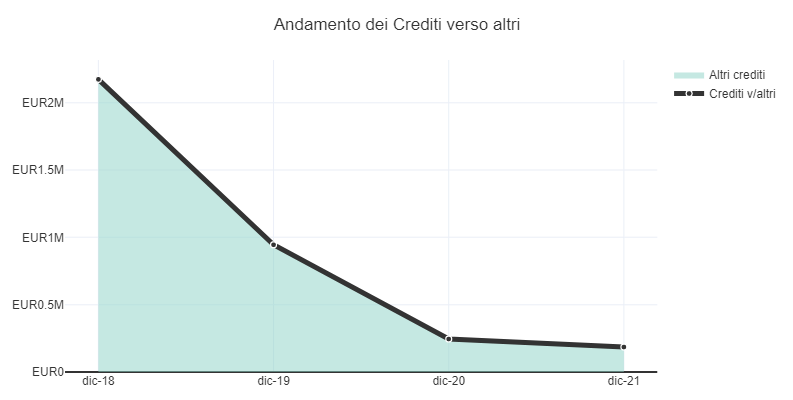 Andamento dei Crediti verso altri
Altri crediti
Crediti v/altri
EUR2M
EUR1.5M
EUR1M
EUR0.5M
EUR0
dic-18
dic-19
dic-20
dic-21